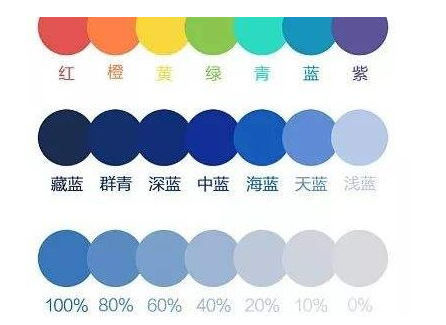 红 橙 黄 绿 青 蓝 紫
藏蓝 群青 深蓝 中蓝 海蓝 天蓝 浅蓝
100% 80% 60% 40% 20% 10% 0%